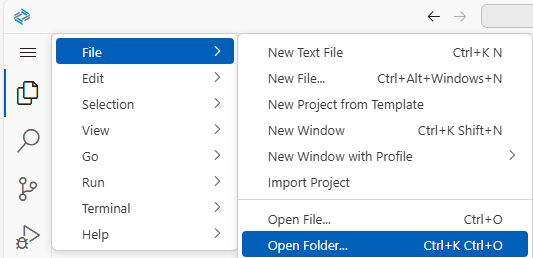 File
Edit
Selection
View
Go
Run
Terminal
Help
New Text File Ctrl+K N
New File... Ctrl+Alt+Windows+N
New Project from Template
New Window Ctrl+K Shift+N
New Window with Profile
Import Project
Open File... Ctrl+O
Open Folder... Ctrl+K Ctrl+O